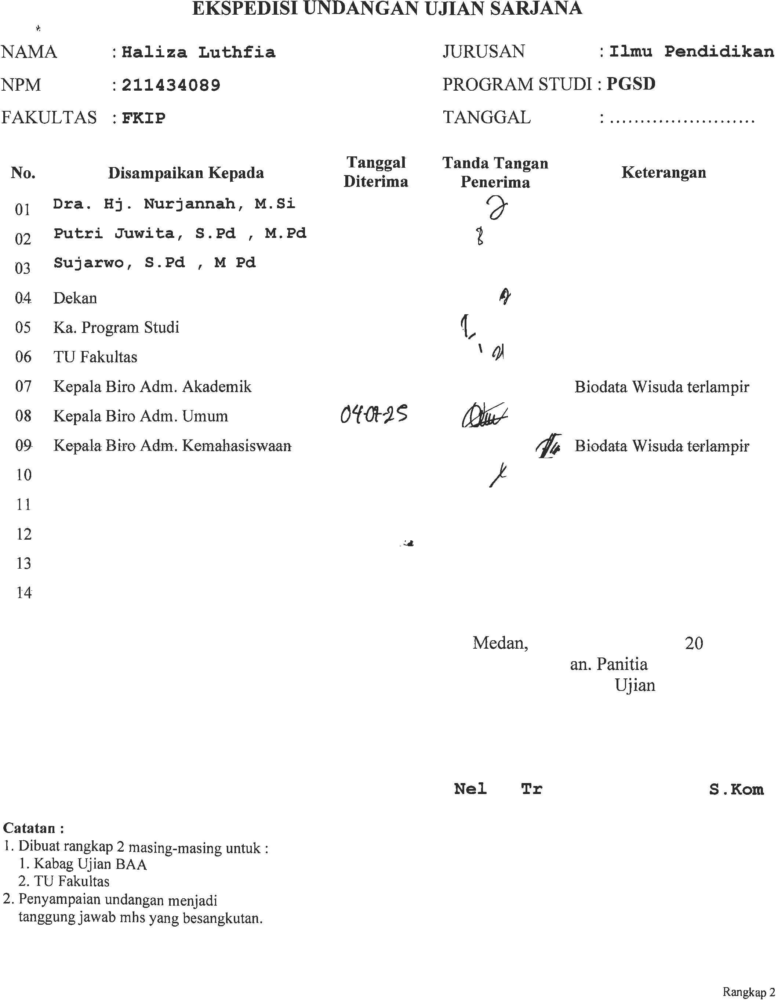 EKSPEDISI UNDANGAN UJIAN SARJANA
NAMA : Haliza Luthfia JURUSAN : Ilmu Pendidikan
NPM : 211434089 PROGRAM STUDI : PGSD
FAKULTAS : FKIP TANGGAL : ........................
No. Disampaikan Kepada Tanggal Diterima Tanda Tangan Penerima Keterangan
01 Dra. Hj. Nurjannah, M.Si
02 Putri Juwita, S.Pd , M.Pd
03 Sujarwo, S.Pd , M Pd
04 Dekan
05 Ka. Program Studi
06 TU Fakultas
07 Kepala Biro Adm. Akademik Biodata Wisuda terlampir
08 Kepala Biro Adm. Umum 04-07-25
09 Kepala Biro Adm. Kemahasiswaan Biodata Wisuda terlampir
10
11
12
13
14
Medan, 20
an. Panitia
Ujian
Nel Tr S.Kom
Catatan :
1. Dibuat rangkap 2 masing-masing untuk :
1. Kabag Ujian BAA
2. TU Fakultas
2. Penyampaian undangan menjadi
tanggung jawab mhs yang besangkutan.
Rangkap 2